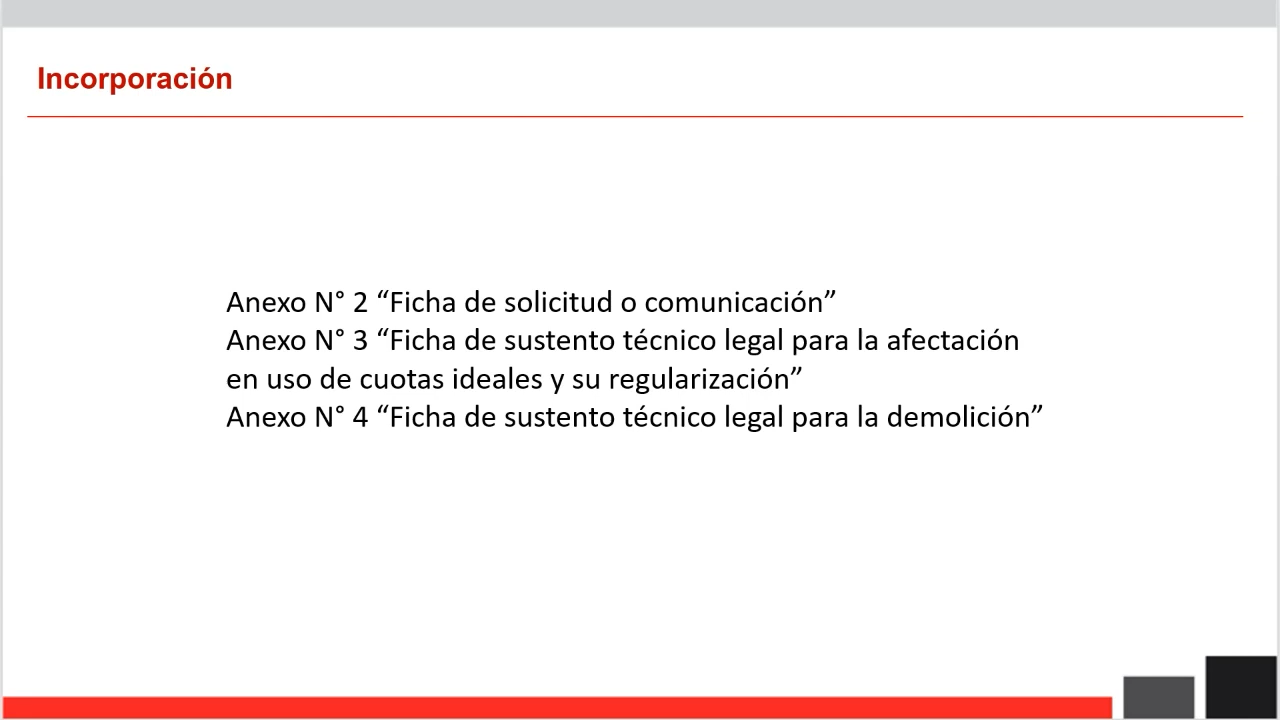 Incorporación
Anexo N° 2 “Ficha de solicitud o comunicación”
Anexo N° 3 “Ficha de sustento técnico legal para la afectación
en uso de cuotas ideales y su regularización”
Anexo N° 4 “Ficha de sustento técnico legal para la demolición”